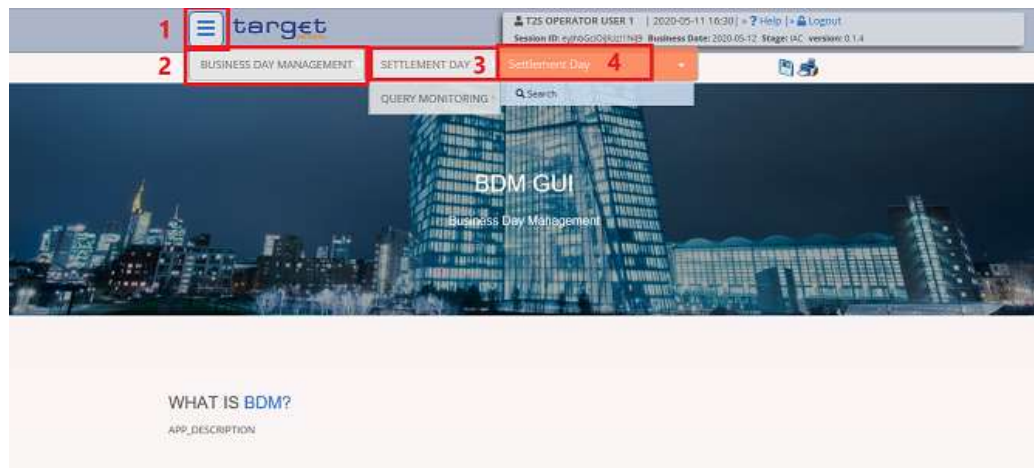 1
target
T2S OPERATOR USER 1 | 2020-05-11 16:30 | » ? Help | » Logout
Business Date: 2020-05-12 Stage: IAC version: 0.1.4
Session ID:
2 BUSINESS DAY MANAGEMENT
SETTLEMENT DAY 3
Settlement Day 4
QUERY MONITORING
Search
BDM GUI
Business Day Management
WHAT IS BDM?
APP_DESCRIPTION